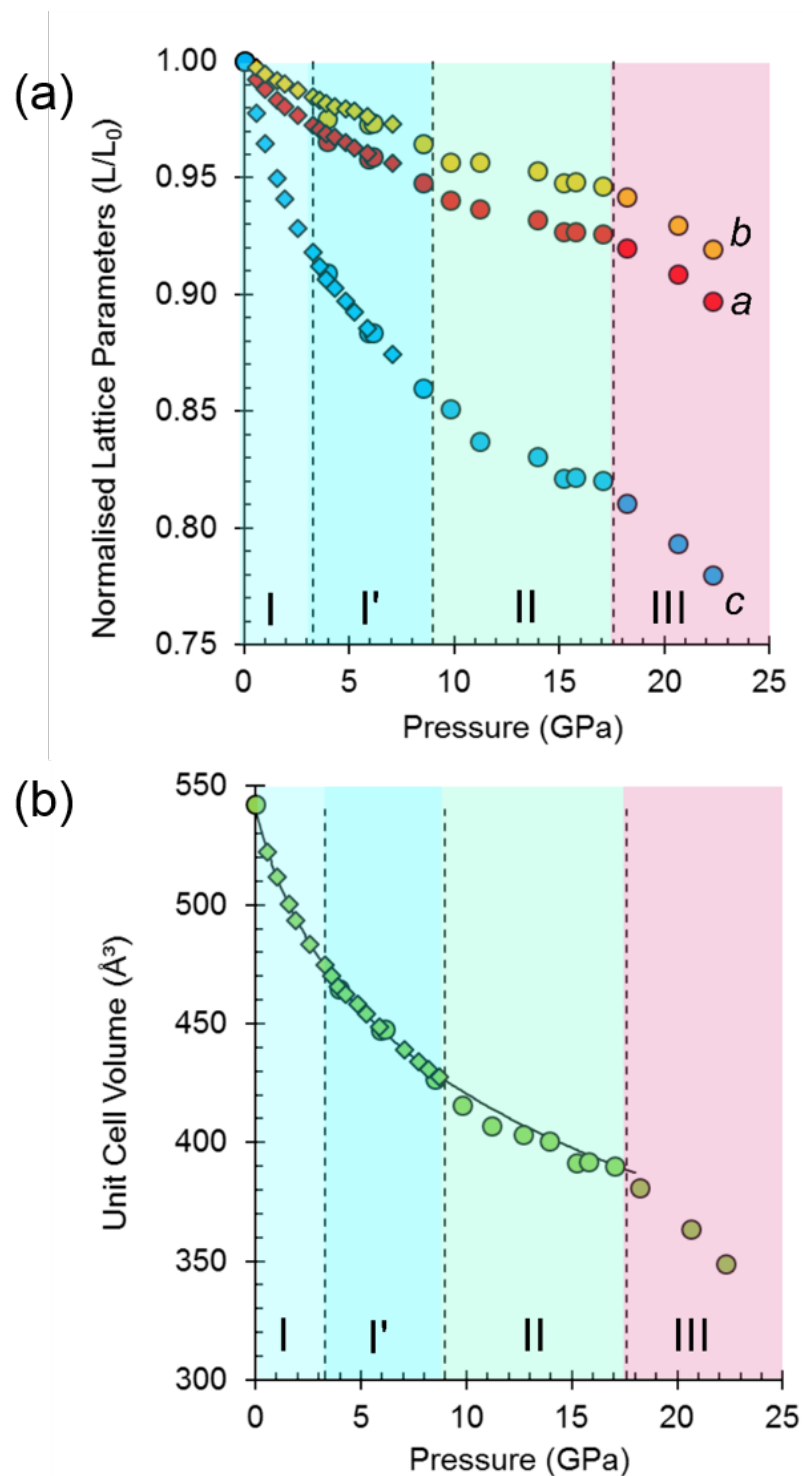 (a)
Normalised Lattice Parameters (L/L₀)
1.00
0.95
0.90
0.85
0.80
0.75
b
a
c
I
I'
II
III
0
5
10
15
20
25
Pressure (GPa)
(b)
Unit Cell Volume (Å³)
550
500
450
400
350
300
I
I'
II
III
0
5
10
15
20
25
Pressure (GPa)